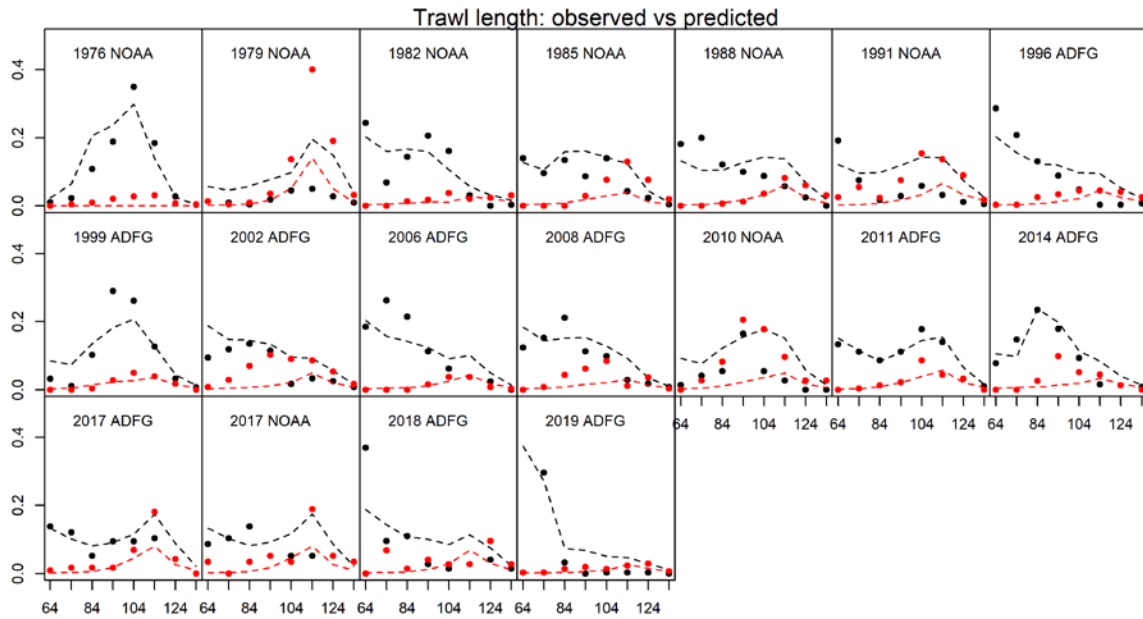 Trawl length: observed vs predicted
1976 NOAA 1979 NOAA 1982 NOAA 1985 NOAA 1988 NOAA 1991 NOAA 1996 ADFG
0.4
0.2
0.0
1999 ADFG 2002 ADFG 2006 ADFG 2008 ADFG 2010 NOAA 2011 ADFG 2014 ADFG
0.4
0.2
0.0
64 84 104 124 64 84 104 124
2017 ADFG 2017 NOAA 2018 ADFG 2019 ADFG
84 104 124
0.4
0.2
0.0
64 84 104 124 64 84 104 124 64 84 104 124 64 84 104 124